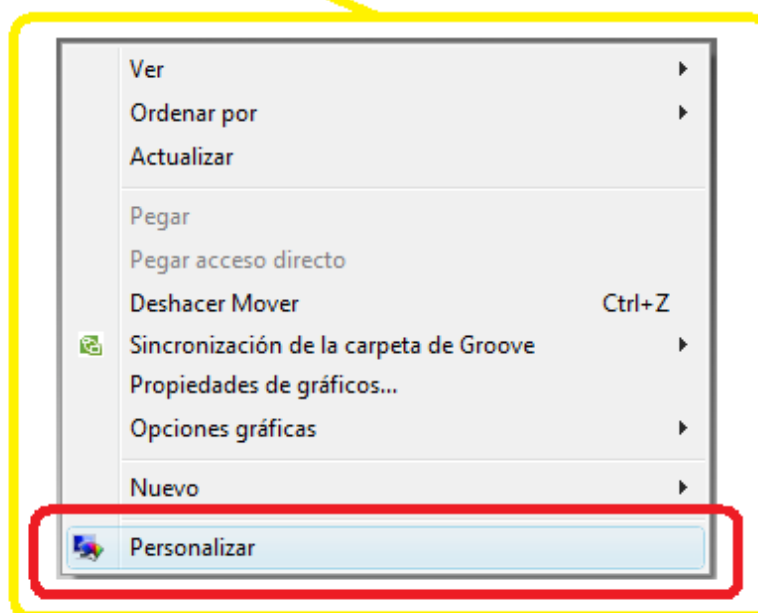 Ver
Ordenar por
Actualizar
Pegar
Pegar acceso directo
Deshacer Mover Ctrl+Z
Sincronización de la carpeta de Groove
Propiedades de gráficos...
Opciones gráficas
Nuevo
Personalizar